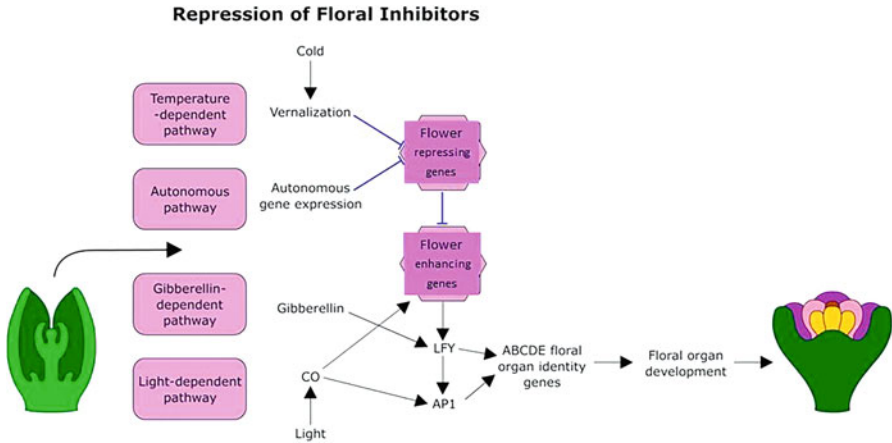 Repression of Floral Inhibitors
Cold
Temperature
-dependent
pathway
Vernalization
Flower
repressing
genes
Autonomous
pathway
Autonomous
gene expression
Flower
enhancing
genes
Gibberellin-
dependent
pathway
Gibberellin
LFY
ABCDE floral
organ identity
genes
Floral organ
development
Light-dependent
pathway
CO
AP1
Light